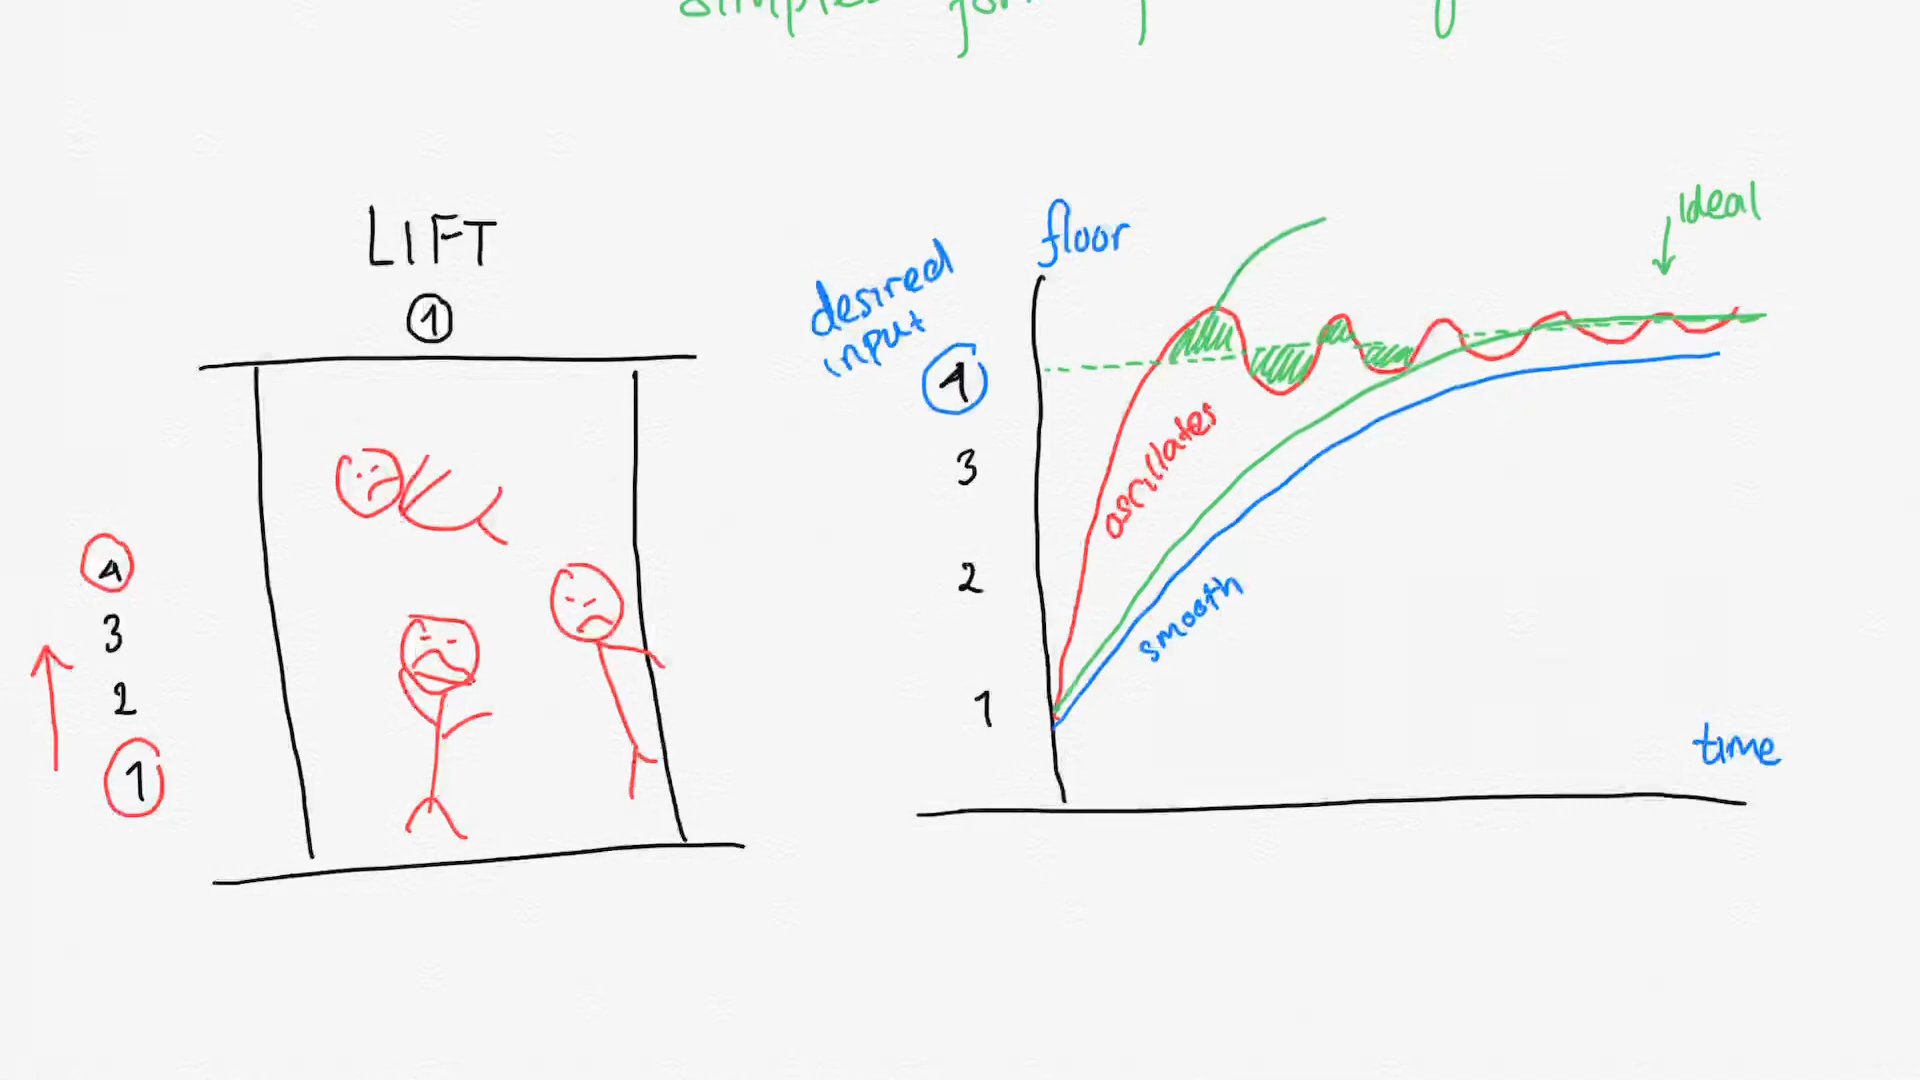 LIFT
1
4
3
2
1
floor
desired
input
4
3
2
1
ideal
oscillates
smooth
time